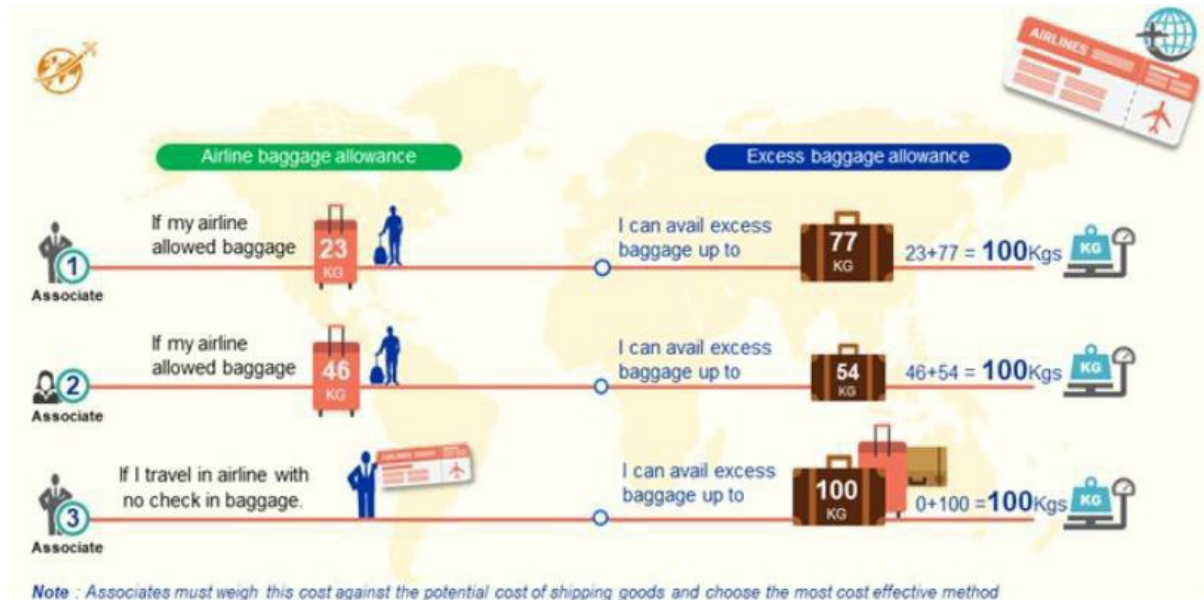 AIRLINES
Airline baggage allowance
Excess baggage allowance
If my airline
allowed baggage
23
KG
I can avail excess
baggage up to
77
KG
23+77 = 100Kgs
KG
1
Associate
If my airline
allowed baggage
46
KG
I can avail excess
baggage up to
54
KG
46+54 = 100Kgs
KG
2
Associate
If I travel in airline with
no check in baggage.
I can avail excess
baggage up to
100
KG
0+100 =100Kgs
KG
3
Associate
Note : Associates must weigh this cost against the potential cost of shipping goods and choose the most cost effective method